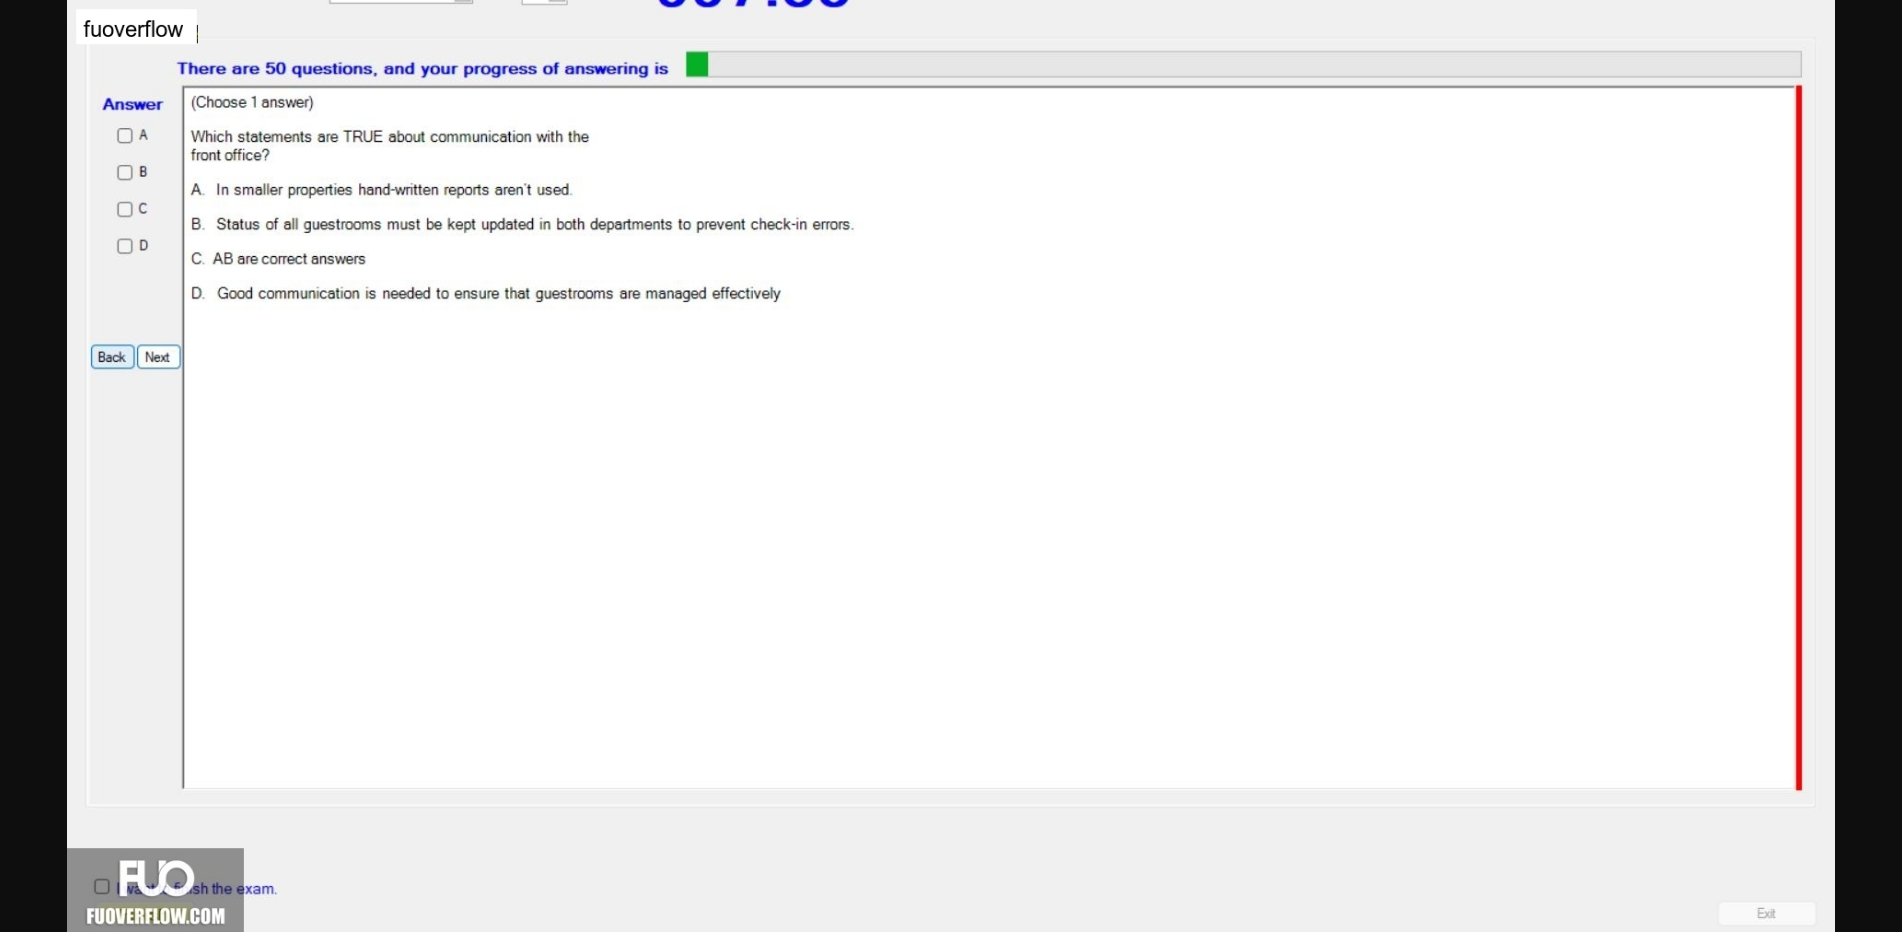 fuoverflow
There are 50 questions, and your progress of answering is
Answer
(Choose 1 answer)
A
Which statements are TRUE about communication with the
front office?
B
A. In smaller properties hand-written reports aren't used.
C
B. Status of all guestrooms must be kept updated in both departments to prevent check-in errors.
D
C. AB are correct answers
D. Good communication is needed to ensure that guestrooms are managed effectively
Back Next
FUO
I want finish the exam.
FUOVERFLOW.COM
Exit